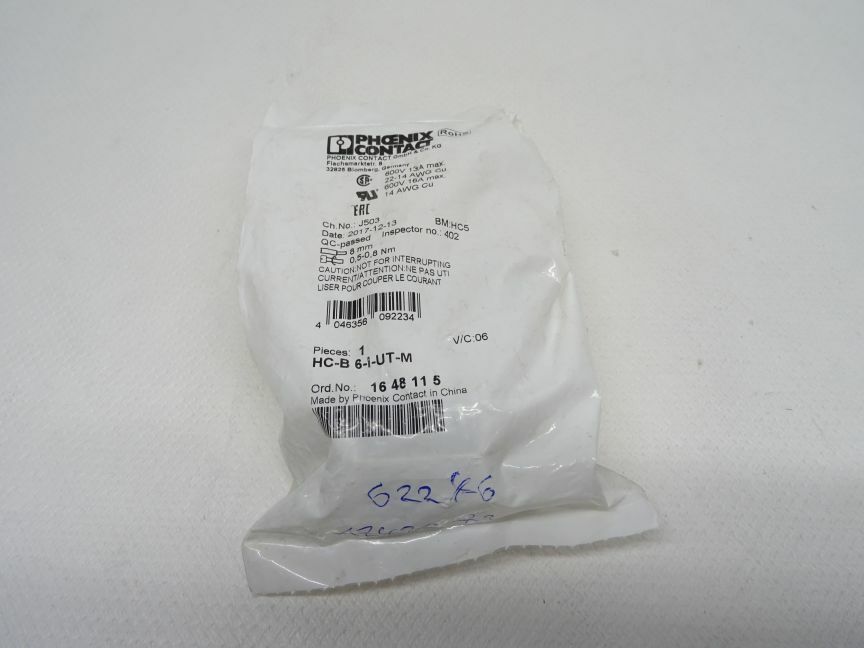 PHŒNIX
CONTACT
RoHS
PHOENIX CONTACT GmbH & Co. KG
Flachsmarktstr. 8
32825 Blomberg, Germany
600V 13A max.
22-14 AWG Cu
600V 16A max.
14 AWG Cu
EAC
Ch.No.: J503
BM:HC5
Date: 2017-12-13
QC-passed Inspector no.: 402
8 mm
0,5-0,8 Nm
CAUTION:NOT FOR INTERRUPTING
CURRENT/ATTENTION:NE PAS UTI
LISER POUR COUPER LE COURANT
4 046356 092234
V/C:06
Pieces: 1
HC-B 6-I-UT-M
Ord.No.: 16 48 11 5
Made by Phoenix Contact in China